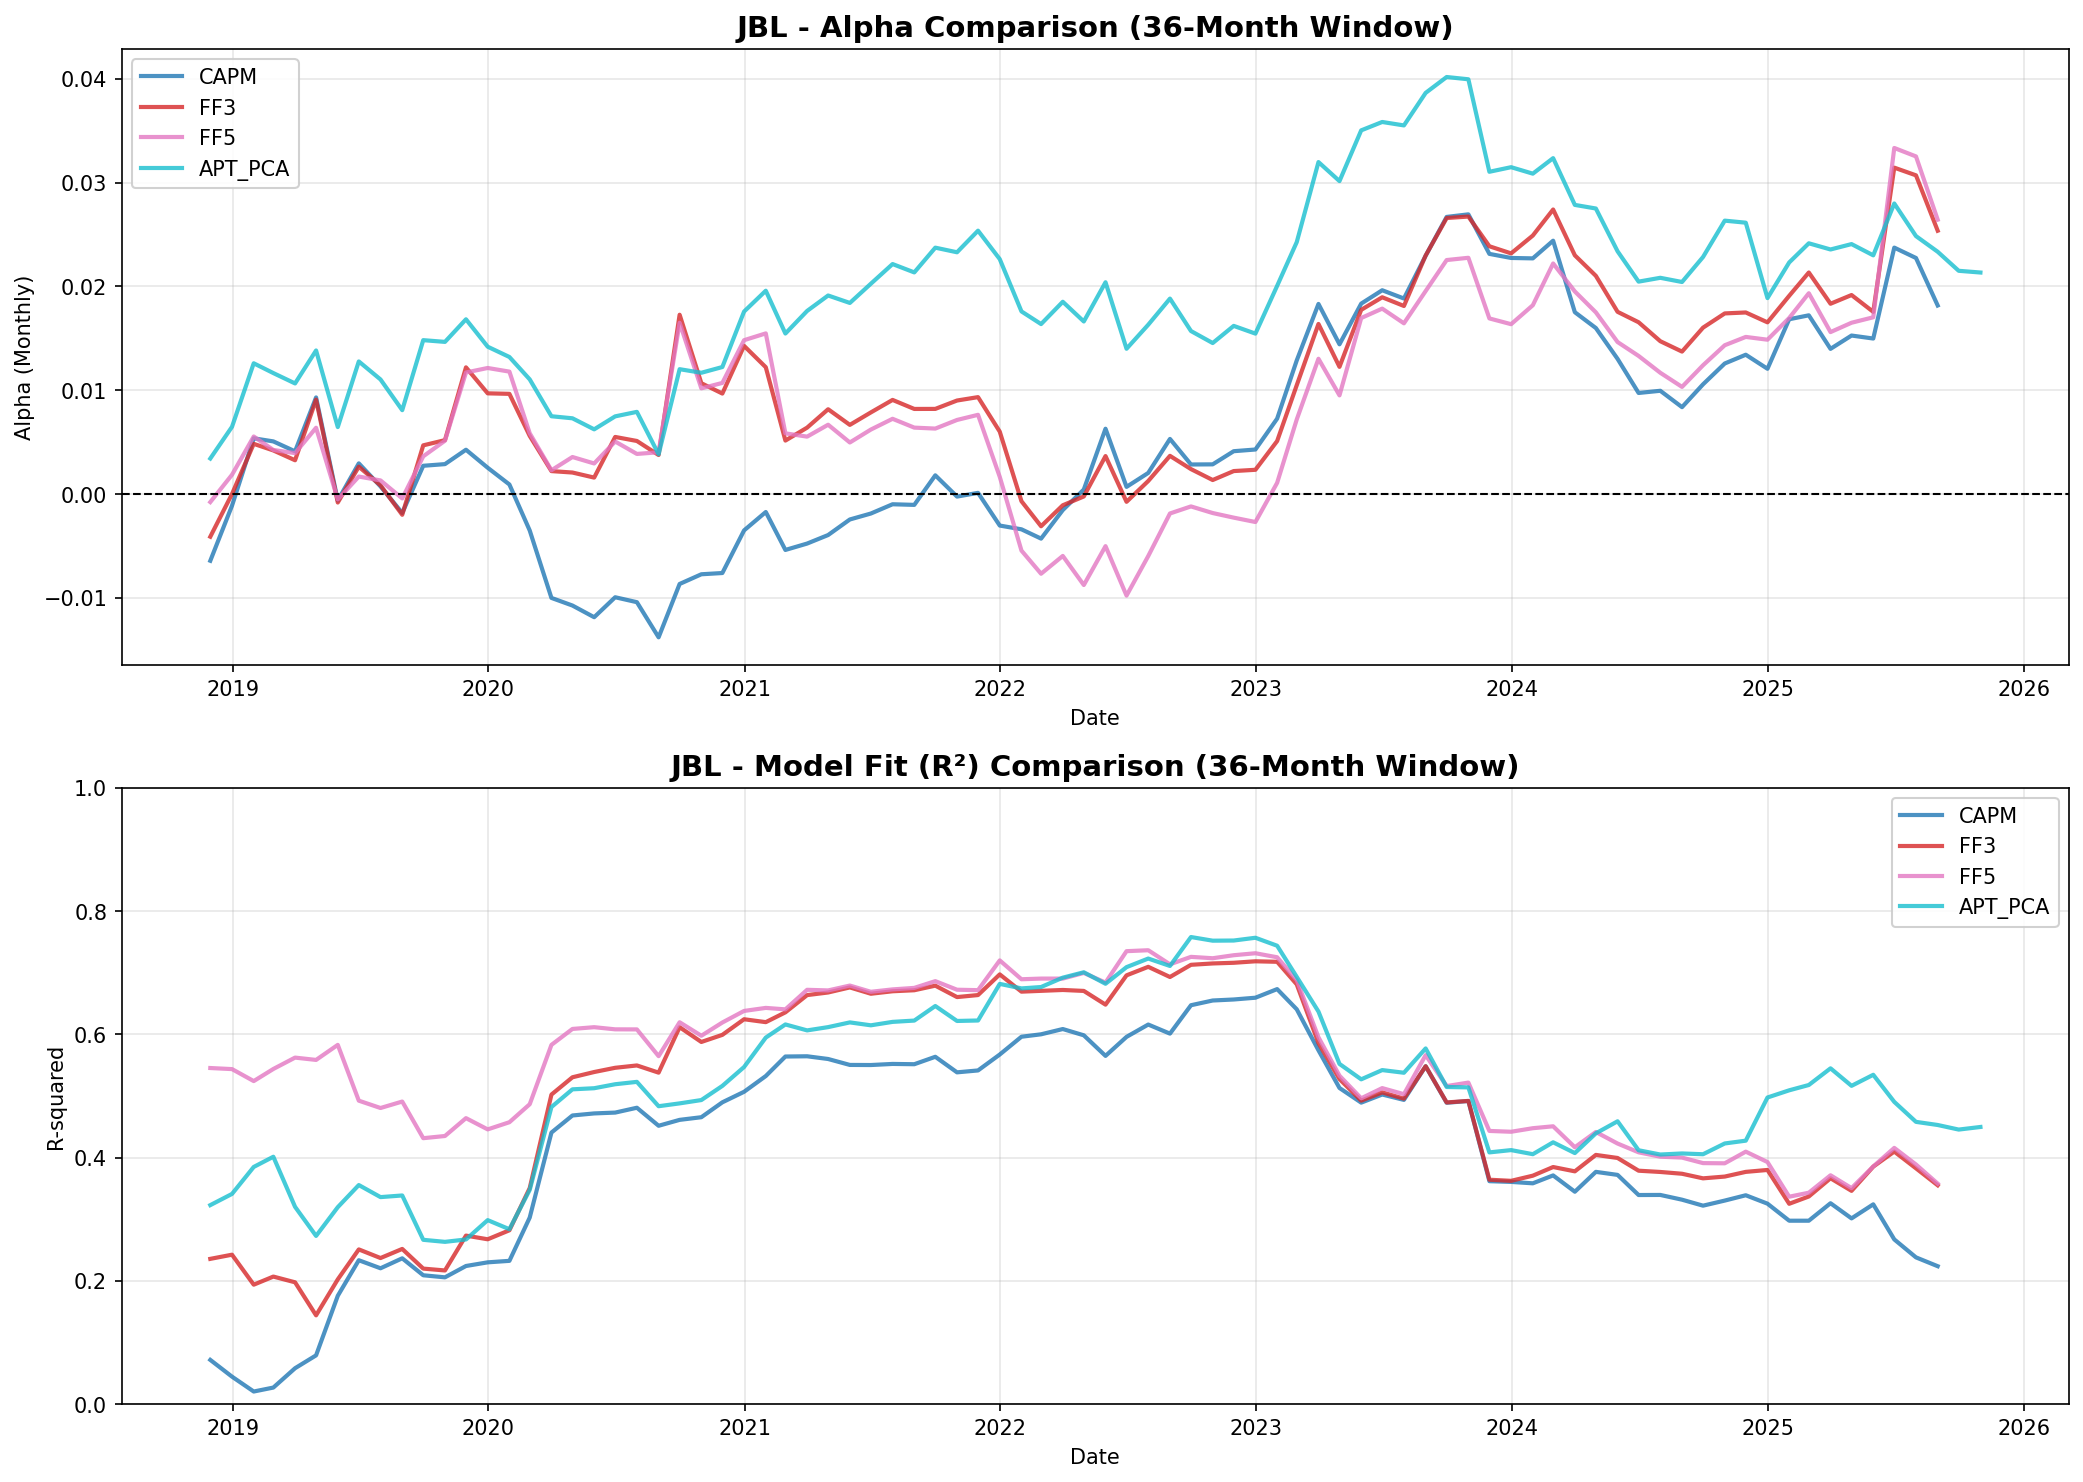 JBL - Alpha Comparison (36-Month Window)
CAPM
FF3
FF5
APT_PCA
Alpha (Monthly)
0.04
0.03
0.02
0.01
0.00
−0.01
2019 2020 2021 2022 2023 2024 2025 2026
Date
JBL - Model Fit (R²) Comparison (36-Month Window)
CAPM
FF3
FF5
APT_PCA
R-squared
1.0
0.8
0.6
0.4
0.2
0.0
2019 2020 2021 2022 2023 2024 2025 2026
Date